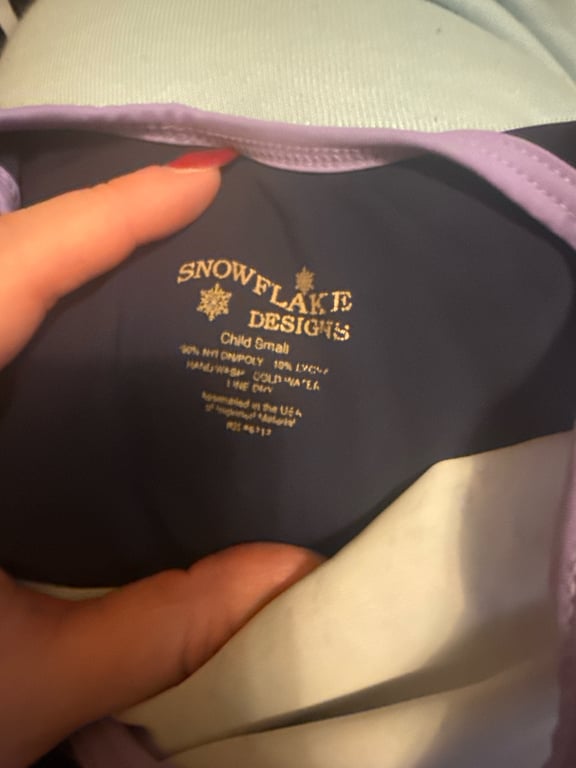 SNOWFLAKE
DESIGNS
Child Small
90% NYLON/POLY 10% LYCRA
HAND WASH COLD WATER
LINE DRY
Assembled in the USA
of Imported Material